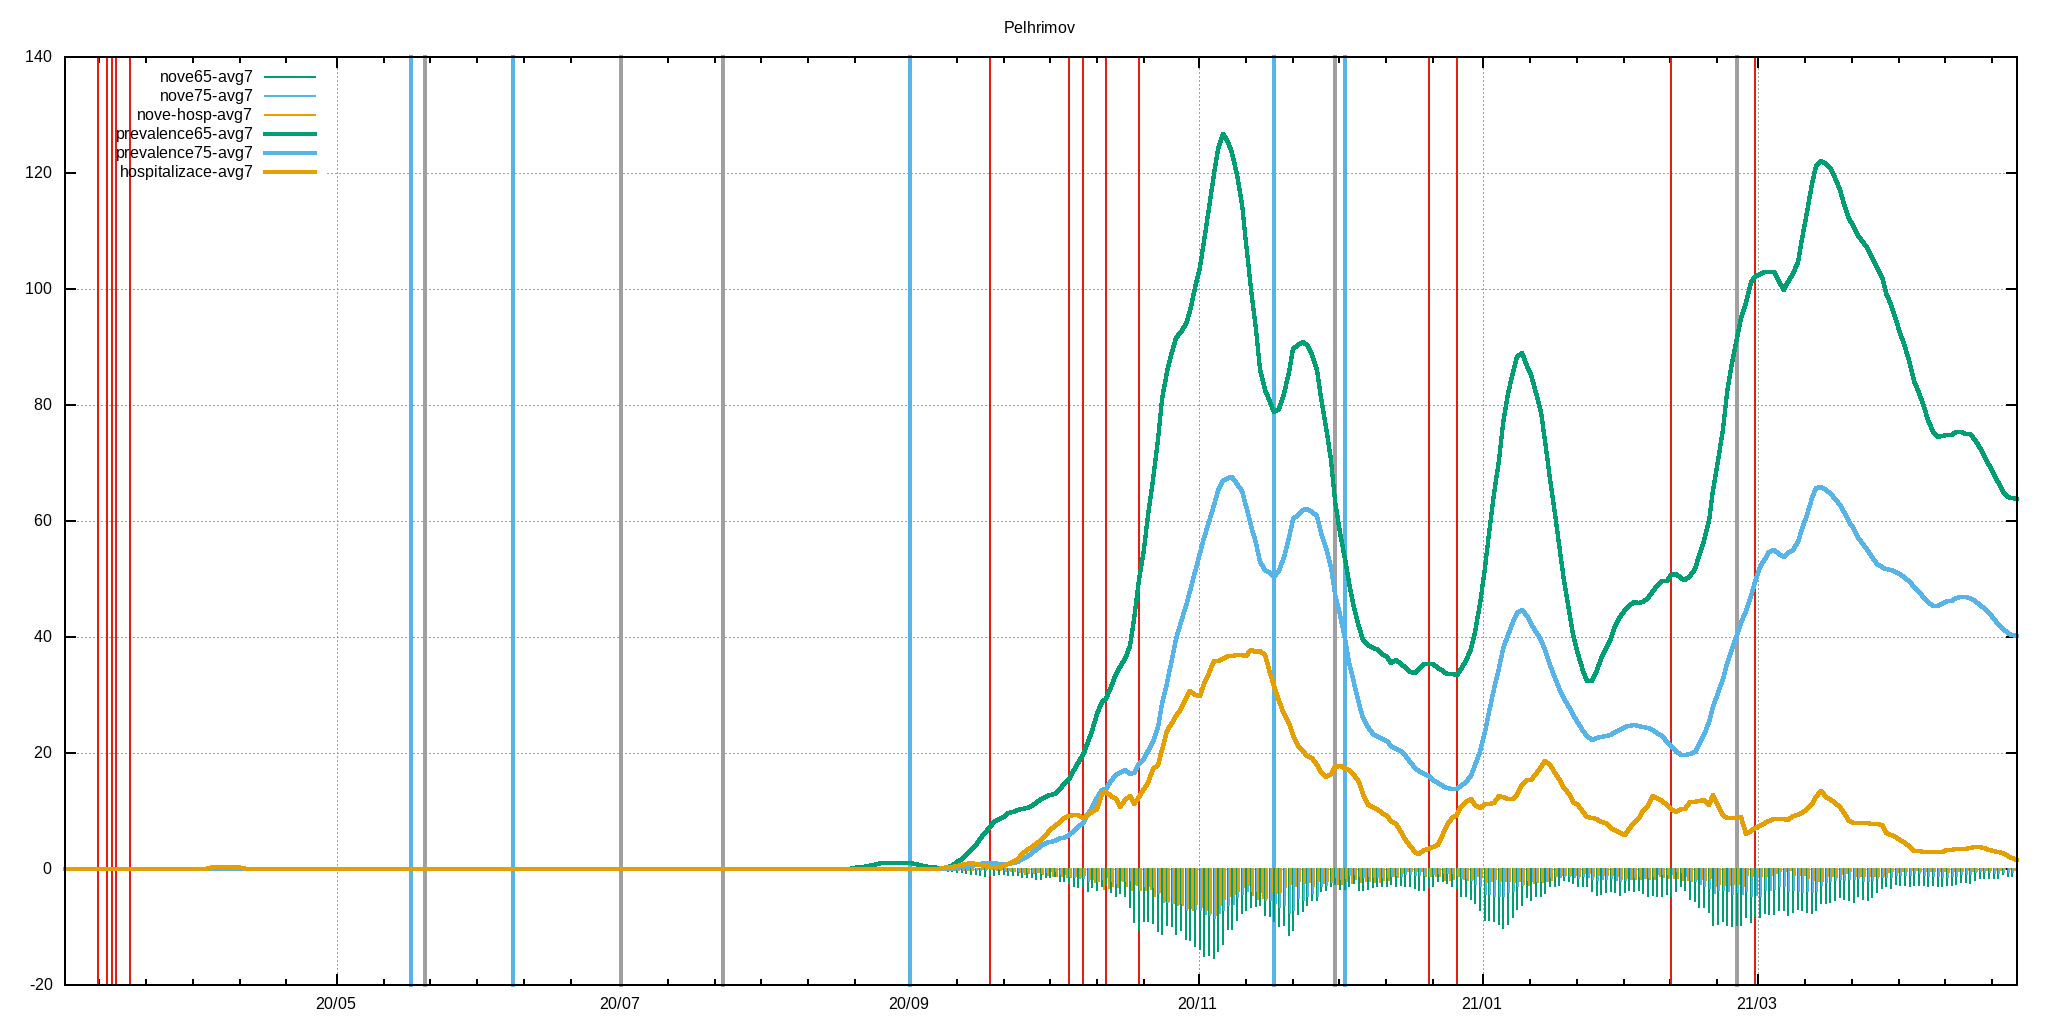 Pelhrimov
140
120
100
80
60
40
20
0
-20
nove65-avg7
nove75-avg7
nove-hosp-avg7
prevalence65-avg7
prevalence75-avg7
hospitalizace-avg7
20/05 20/07 20/09 20/11 21/01 21/03